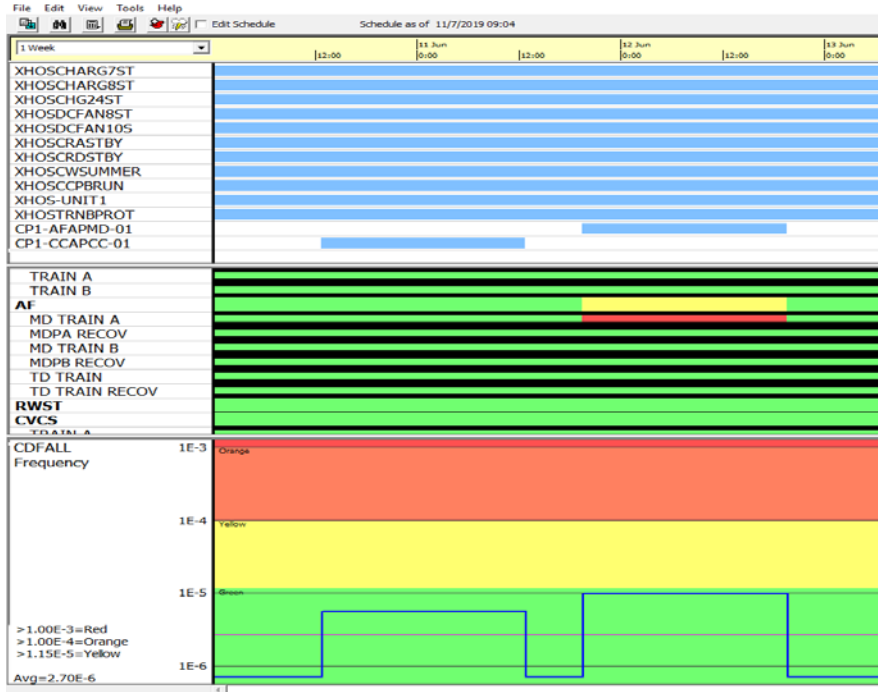 File Edit View Tools Help
Edit Schedule Schedule as of 11/7/2019 09:04
1 Week
12:00 11 Jun 0:00 12:00 12 Jun 0:00 12:00 13 Jun 0:00
XHOSCHARG7ST
XHOSCHARG8ST
XHOSCHG24ST
XHOSDCFAN8ST
XHOSDCFAN10S
XHOSCRASTBY
XHOSCRDSTBY
XHOSCWSUMMER
XHOSCCPBRUN
XHOS-UNIT1
XHOSTRNBPROT
CP1-AFAPMD-01
CP1-CCAPCC-01
TRAIN A
TRAIN B
AF
MD TRAIN A
MDPA RECOV
MD TRAIN B
MDPB RECOV
TD TRAIN
TD TRAIN RECOV
RWST
CVCS
TRAIN A
CDFALL 1E-3 Orange
Frequency
1E-4 Yellow
1E-5 Green
>1.00E-3=Red
>1.00E-4=Orange
>1.15E-5=Yellow
1E-6
Avg=2.70E-6